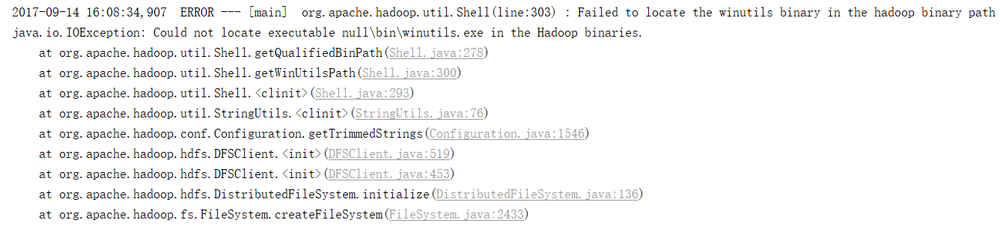 2017-09-14 16:08:34,907  ERROR --- [main]  org.apache.hadoop.util.Shell(line:303) : Failed to locate the winutils binary in the hadoop binary path
java.io.IOException: Could not locate executable null\bin\winutils.exe in the Hadoop binaries.
    at org.apache.hadoop.util.Shell.getQualifiedBinPath(Shell.java:278)
    at org.apache.hadoop.util.Shell.getWinUtilsPath(Shell.java:300)
    at org.apache.hadoop.util.Shell.<clinit>(Shell.java:293)
    at org.apache.hadoop.util.StringUtils.<clinit>(StringUtils.java:76)
    at org.apache.hadoop.conf.Configuration.getTrimmedStrings(Configuration.java:1546)
    at org.apache.hadoop.hdfs.DFSClient.<init>(DFSClient.java:519)
    at org.apache.hadoop.hdfs.DFSClient.<init>(DFSClient.java:453)
    at org.apache.hadoop.hdfs.DistributedFileSystem.initialize(DistributedFileSystem.java:136)
    at org.apache.hadoop.fs.FileSystem.createFileSystem(FileSystem.java:2433)